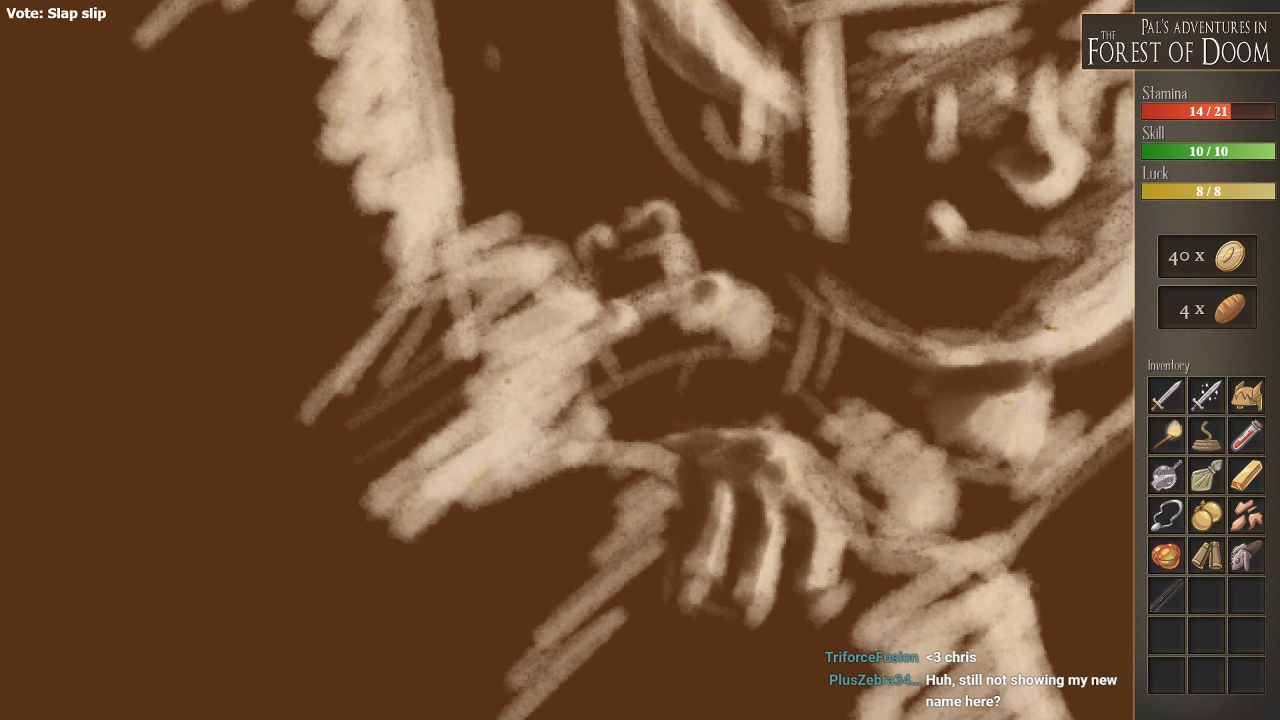 Vote: Slap slip
PAL'S ADVENTURES IN
THE FOREST OF DOOM
Stamina
14 / 21
Skill
10 / 10
Luck
8 / 8
40 x
4 x
Inventory
TriforceFusion <3 chris
PlusZebra34... Huh, still not showing my new
name here?